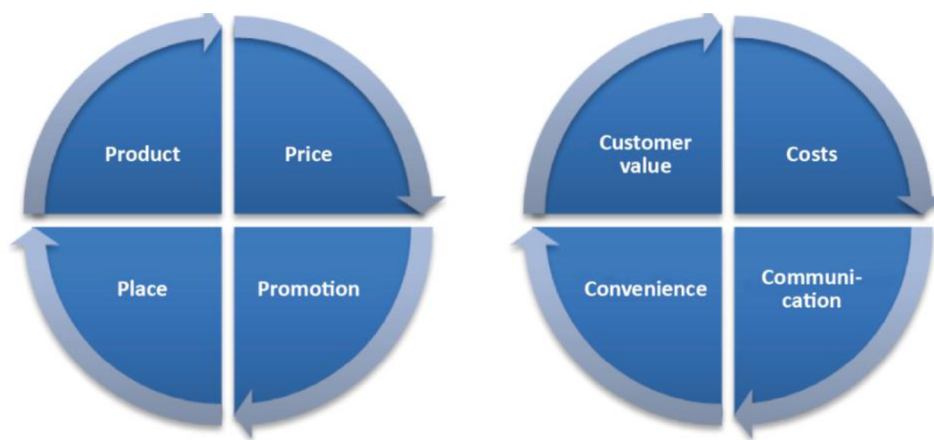 Product
Price
Place
Promotion
Customer
value
Costs
Convenience
Communi-
cation